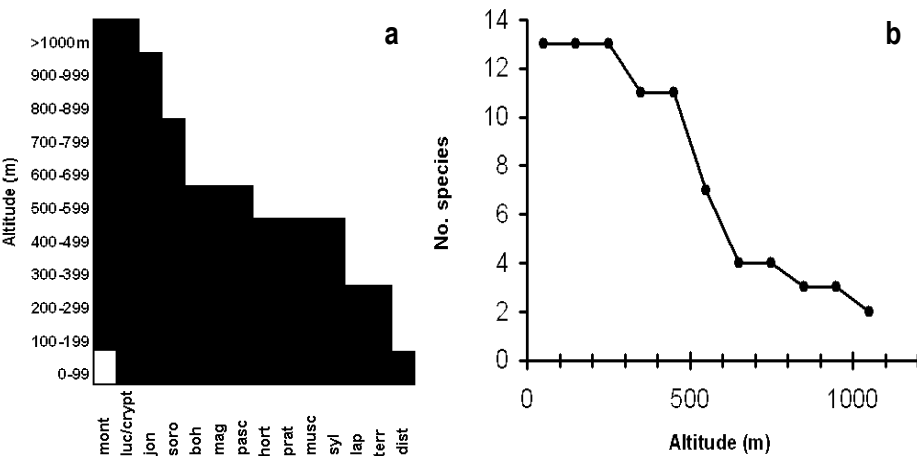 a
Altitude (m)
>1000m
900-999
800-899
700-799
600-699
500-599
400-499
300-399
200-299
100-199
0-99
mont
luc/crypt
jon
soro
boh
mag
pasc
hort
prat
musc
syl
lap
terr
dist
b
No. species
14
12
10
8
6
4
2
0
0
500
1000
Altitude (m)